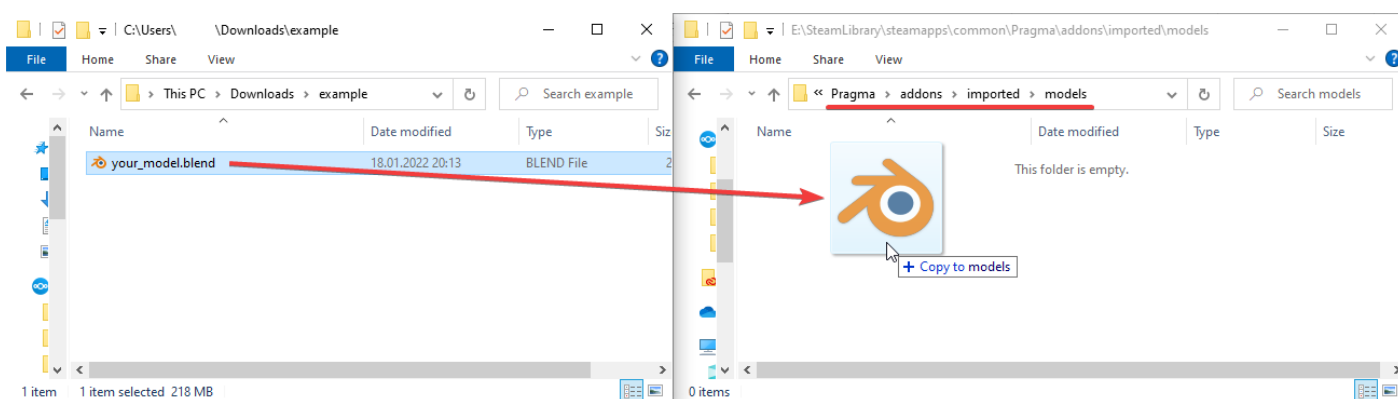 C:\Users\ \Downloads\example
File Home Share View
This PC > Downloads > example
Search example
Name Date modified Type Siz
your_model.blend 18.01.2022 20:13 BLEND File 2
1 item 1 item selected 218 MB
E:\SteamLibrary\steamapps\common\Pragma\addons\imported\models
File Home Share View
« Pragma > addons > imported > models
Search models
Name Date modified Type Size
This folder is empty.
+ Copy to models
0 items